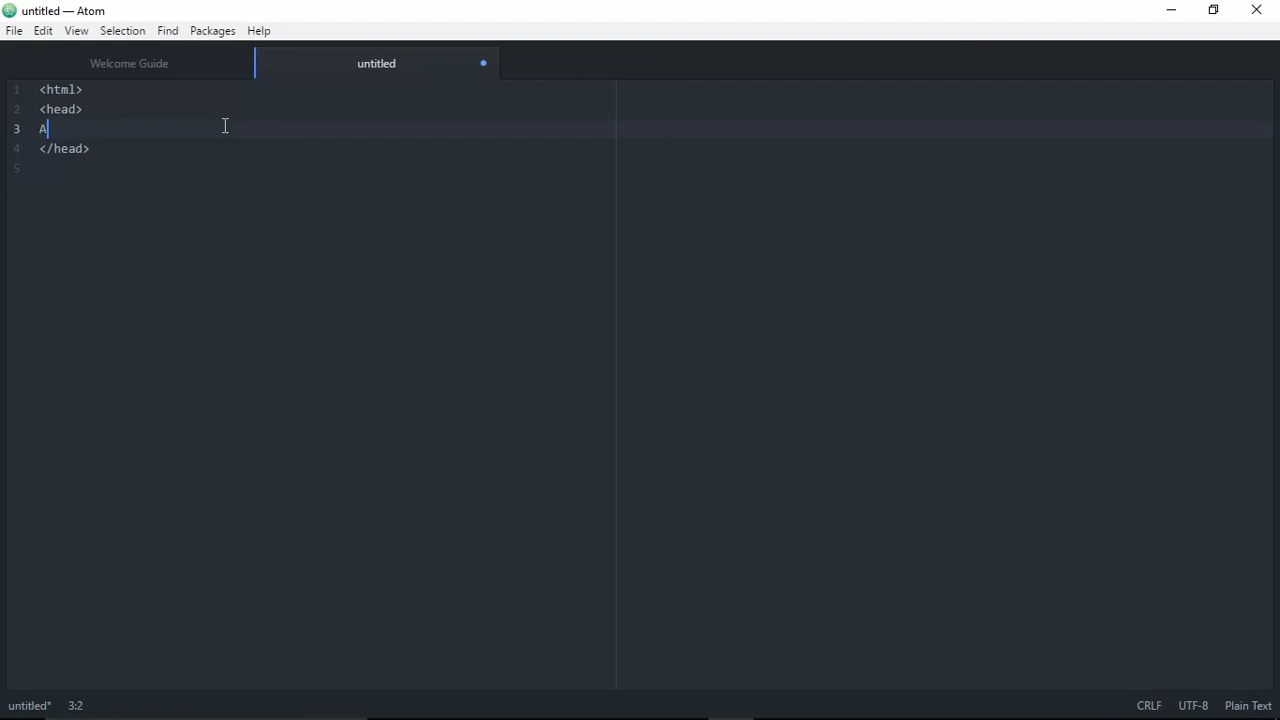 untitled — Atom
File Edit View Selection Find Packages Help
Welcome Guide untitled
1 <html>
2 <head>
3 A
4 </head>
5
untitled* 3:2 CRLF UTF-8 Plain Text